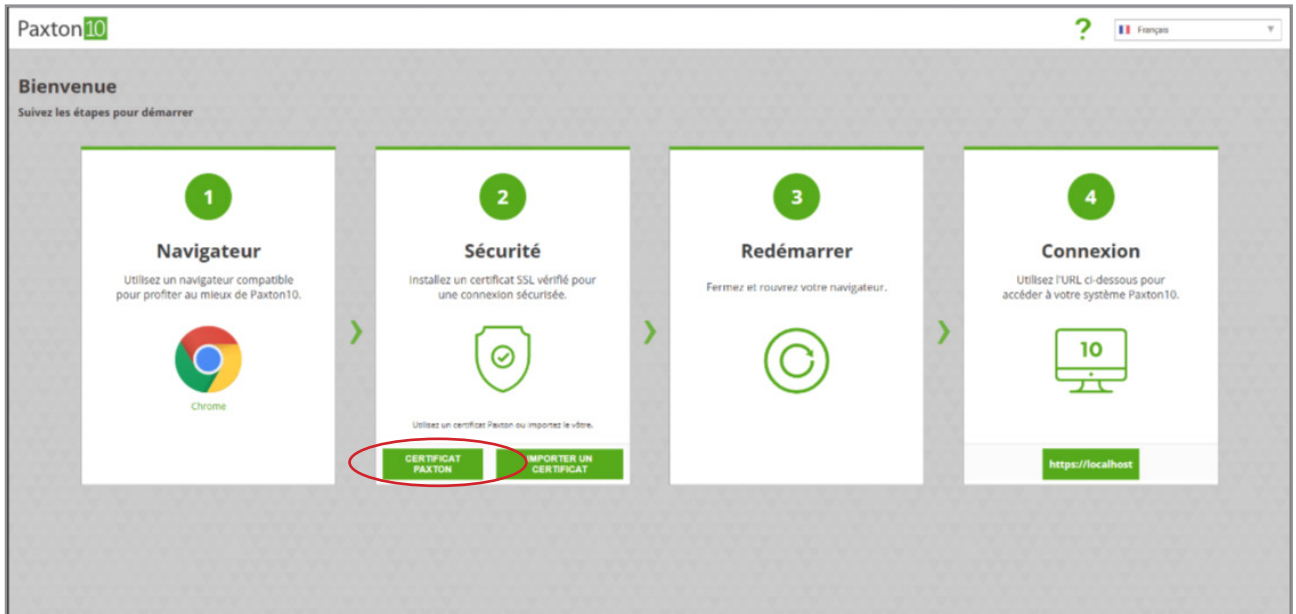 Paxton10
?
Français
Bienvenue
Suivez les étapes pour démarrer
1
Navigateur
Utilisez un navigateur compatible
pour profiter au mieux de Paxton10.
Chrome
2
Sécurité
Installez un certificat SSL vérifié pour
une connexion sécurisée.
Utilisez un certificat Paxton ou importez le vôtre.
CERTIFICAT
PAXTON
IMPORTER UN
CERTIFICAT
3
Redémarrer
Fermez et rouvrez votre navigateur.
4
Connexion
Utilisez l'URL ci-dessous pour
accéder à votre système Paxton10.
10
https://localhost